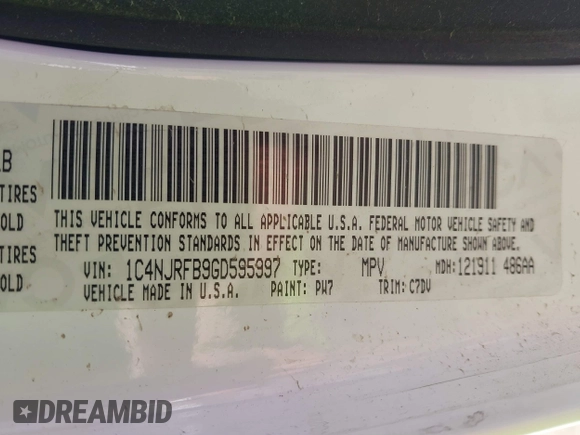 LB
TIRES
OLD
TIRES
OLD
THIS VEHICLE CONFORMS TO ALL APPLICABLE U.S.A. FEDERAL MOTOR VEHICLE SAFETY AND
THEFT PREVENTION STANDARDS IN EFFECT ON THE DATE OF MANUFACTURE SHOWN ABOVE.
VIN: 1C4NJRFB9GD595997 TYPE: MPV MDH:121911 486AA
VEHICLE MADE IN U.S.A. PAINT: PW7 TRIM: C7DV
DREAMBID